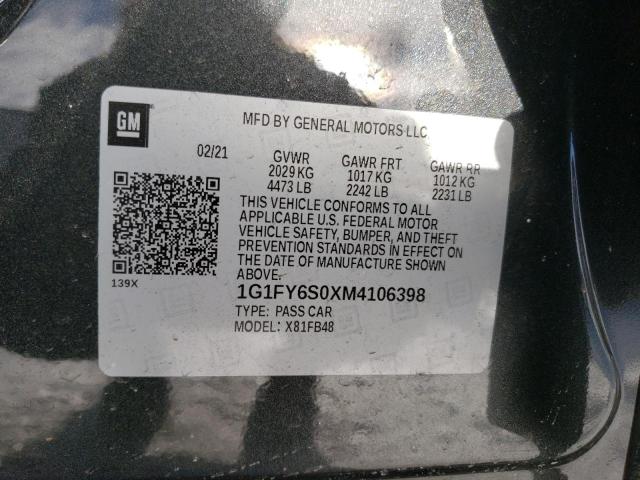 GM
MFD BY GENERAL MOTORS LLC
02/21 GVWR GAWR FRT GAWR RR
2029 KG 1017 KG 1012 KG
4473 LB 2242 LB 2231 LB
THIS VEHICLE CONFORMS TO ALL
APPLICABLE U.S. FEDERAL MOTOR
VEHICLE SAFETY, BUMPER, AND THEFT
PREVENTION STANDARDS IN EFFECT ON
THE DATE OF MANUFACTURE SHOWN
ABOVE.
139X
1G1FY6S0XM4106398
TYPE: PASS CAR
MODEL: X81FB48